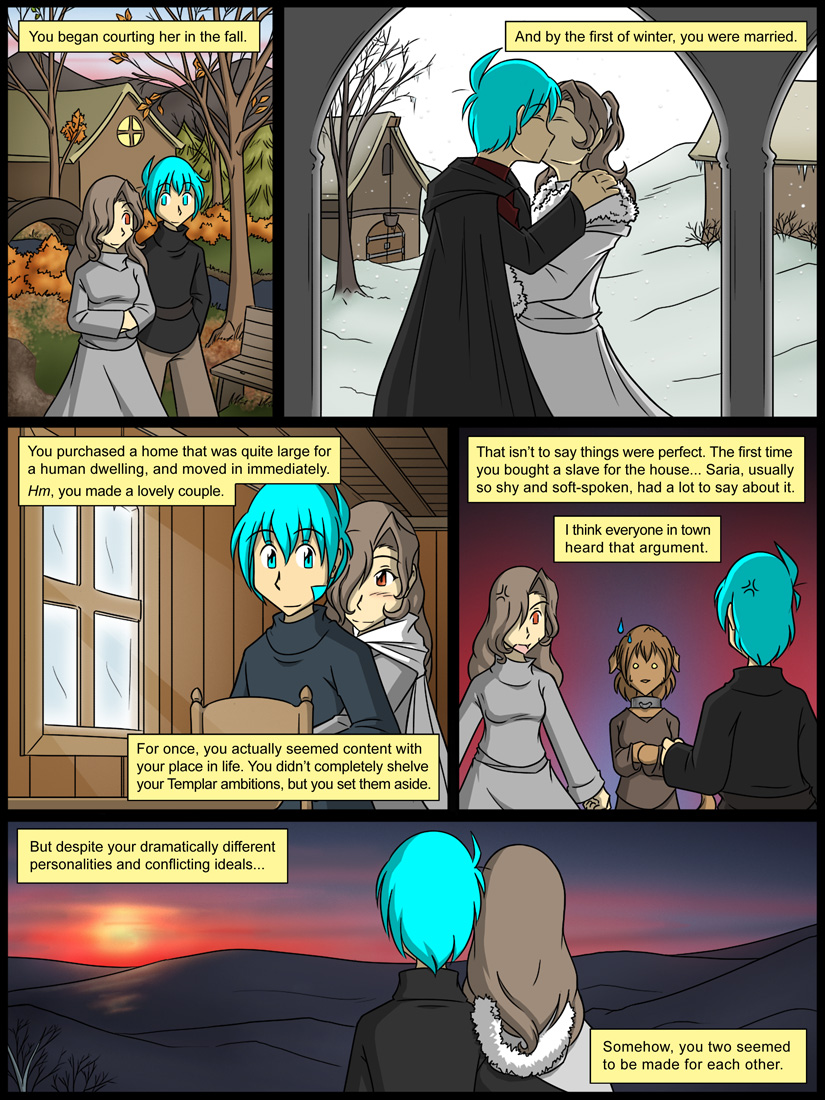 You began courting her in the fall.
And by the first of winter, you were married.
You purchased a home that was quite large for
a human dwelling, and moved in immediately.
Hm, you made a lovely couple.
For once, you actually seemed content with
your place in life. You didn't completely shelve
your Templar ambitions, but you set them aside.
That isn't to say things were perfect. The first time
you bought a slave for the house... Saria, usually
so shy and soft-spoken, had a lot to say about it.
I think everyone in town
heard that argument.
But despite your dramatically different
personalities and conflicting ideals...
Somehow, you two seemed
to be made for each other.